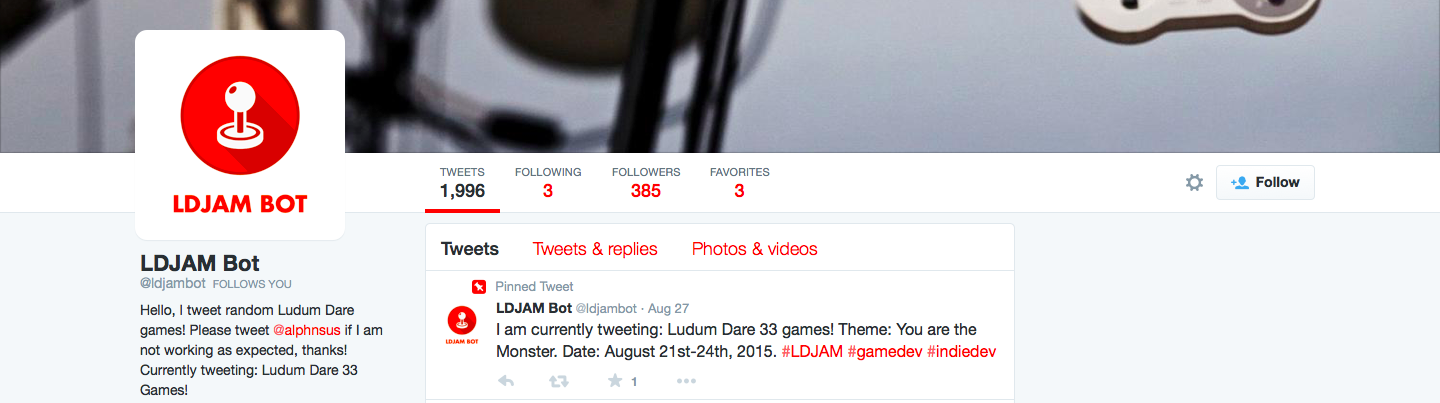 LDJAM BOT
TWEETS FOLLOWING FOLLOWERS FAVORITES
1,996 3 385 3
Follow
LDJAM Bot
@ldjambot FOLLOWS YOU
Hello, I tweet random Ludum Dare
games! Please tweet @alphnsus if I am
not working as expected, thanks!
Currently tweeting: Ludum Dare 33
Games!
Tweets Tweets & replies Photos & videos
Pinned Tweet
LDJAM BOT
LDJAM Bot @ldjambot · Aug 27
I am currently tweeting: Ludum Dare 33 games! Theme: You are the
Monster. Date: August 21st-24th, 2015. #LDJAM #gamedev #indiedev
1